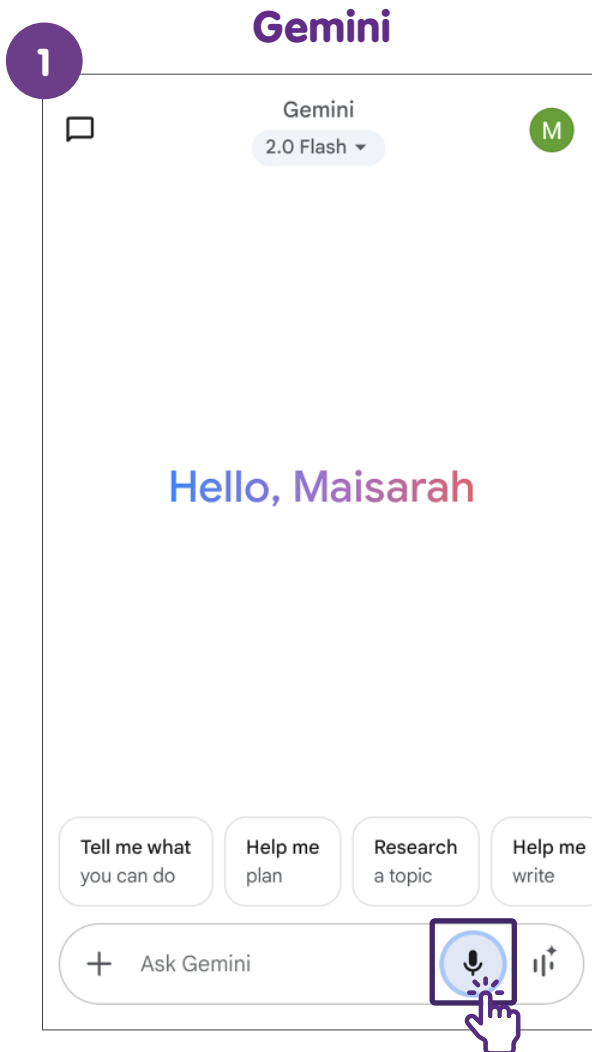 Gemini
1
Gemini
2.0 Flash
M
Hello, Maisarah
Tell me what
you can do
Help me
plan
Research
a topic
Help me
write
Ask Gemini